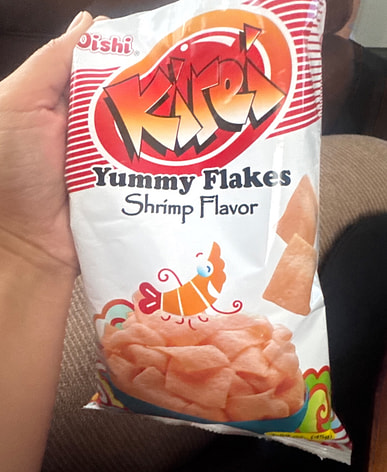 Oishi
Kirei
Yummy Flakes
Shrimp Flavor